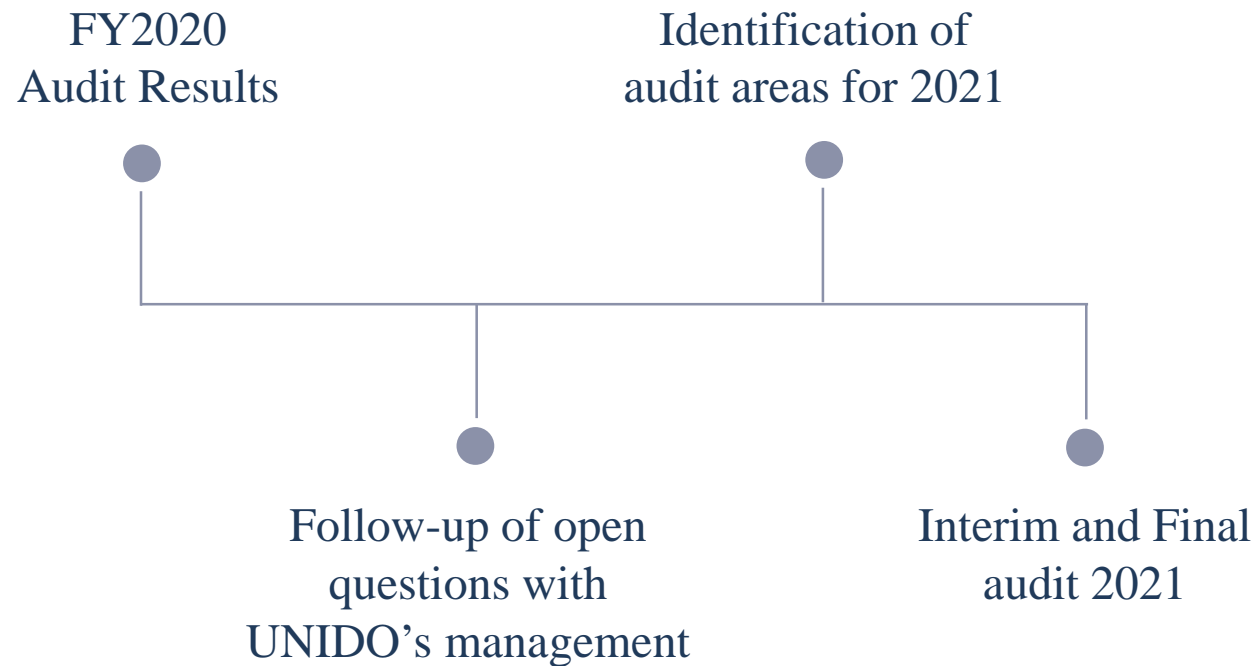 FY2020
Audit Results
Identification of
audit areas for 2021
Follow-up of open
questions with
UNIDO’s management
Interim and Final
audit 2021